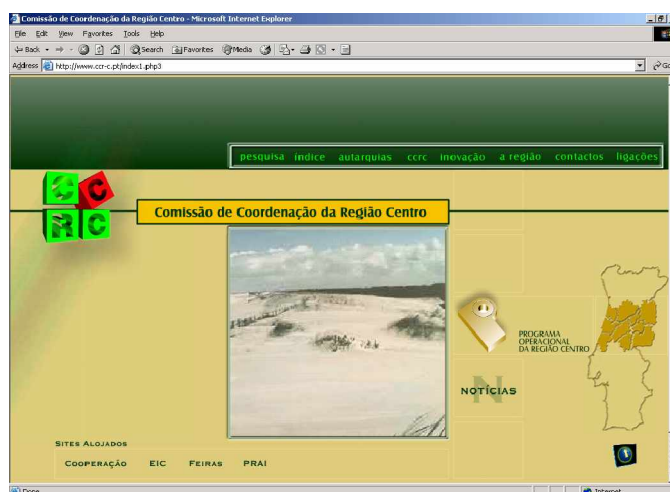 Comissão de Coordenação da Região Centro - Microsoft Internet Explorer
File Edit View Favorites Tools Help
Back Search Favorites Media
Address http://www.ccr-c.pt/index1.php3 Go
pesquisa índice autarquias ccrc inovação a região contactos ligações
C C
R C
Comissão de Coordenação da Região Centro
PROGRAMA
OPERACIONAL
DA REGIÃO CENTRO
N
NOTÍCIAS
SITES ALOJADOS
COOPERAÇÃO EIC FEIRAS PRAI
Done Internet